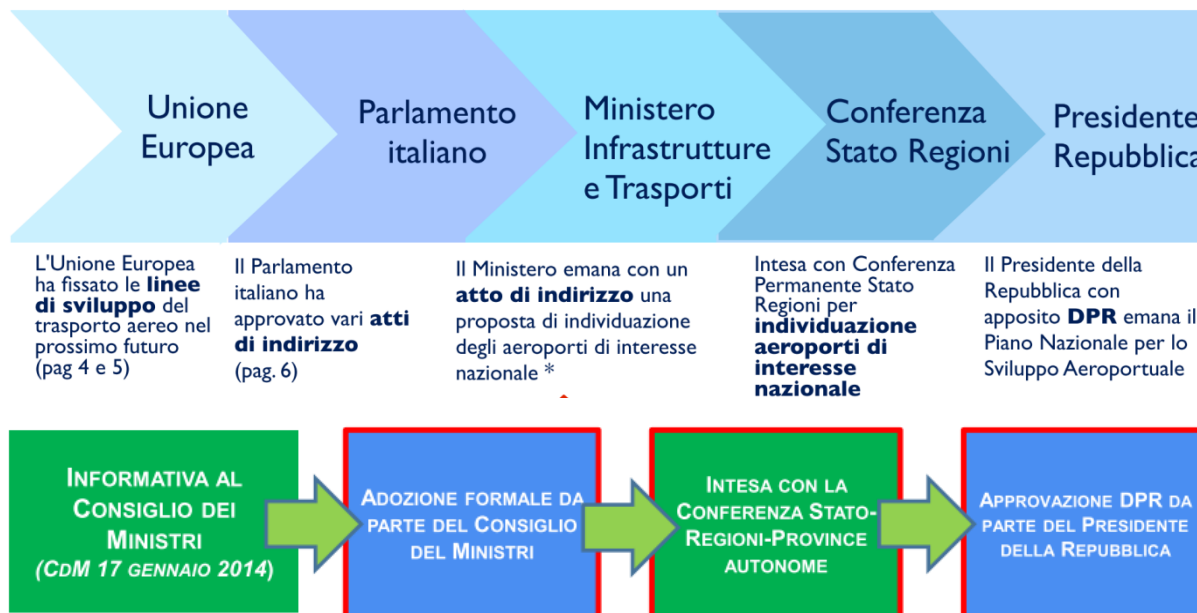 Unione
Europea
Parlamento
italiano
Ministero
Infrastrutture
e Trasporti
Conferenza
Stato Regioni
Presidente
Repubblica
L'Unione Europea
ha fissato le linee
di sviluppo del
trasporto aereo nel
prossimo futuro
(pag 4 e 5)
Il Parlamento
italiano ha
approvato vari atti
di indirizzo
(pag. 6)
Il Ministero emana con un
atto di indirizzo una
proposta di individuazione
degli aeroporti di interesse
nazionale *
Intesa con Conferenza
Permanente Stato
Regioni per
individuazione
aeroporti di
interesse
nazionale
Il Presidente della
Repubblica con
apposito DPR emana il
Piano Nazionale per lo
Sviluppo Aeroportuale
INFORMATIVA AL
CONSIGLIO DEI
MINISTRI
(CDM 17 GENNAIO 2014)
ADOZIONE FORMALE DA
PARTE DEL CONSIGLIO
DEL MINISTRI
INTESA CON LA
CONFERENZA STATO-
REGIONI-PROVINCE
AUTONOME
APPROVAZIONE DPR DA
PARTE DEL PRESIDENTE
DELLA REPUBBLICA